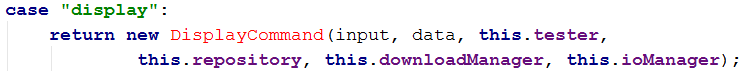 case "display":
return new DisplayCommand(input, data, this.tester,
this.repository, this.downloadManager, this.ioManager);